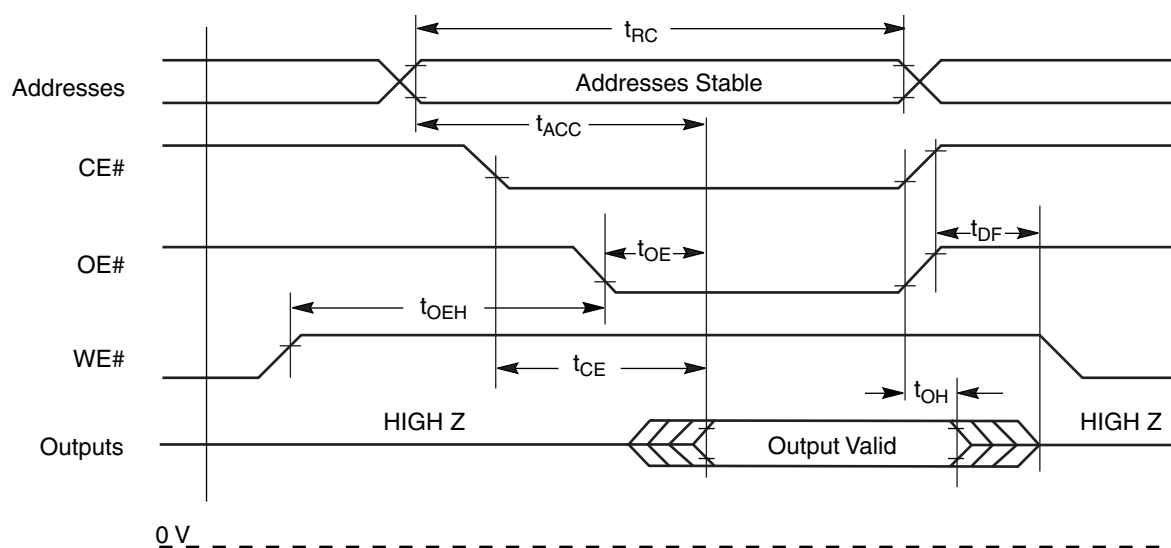 tRC
Addresses
Addresses Stable
tACC
CE#
tDF
OE#
tOE
tOEH
WE#
tCE
tOH
HIGH Z
HIGH Z
Outputs
Output Valid
0 V